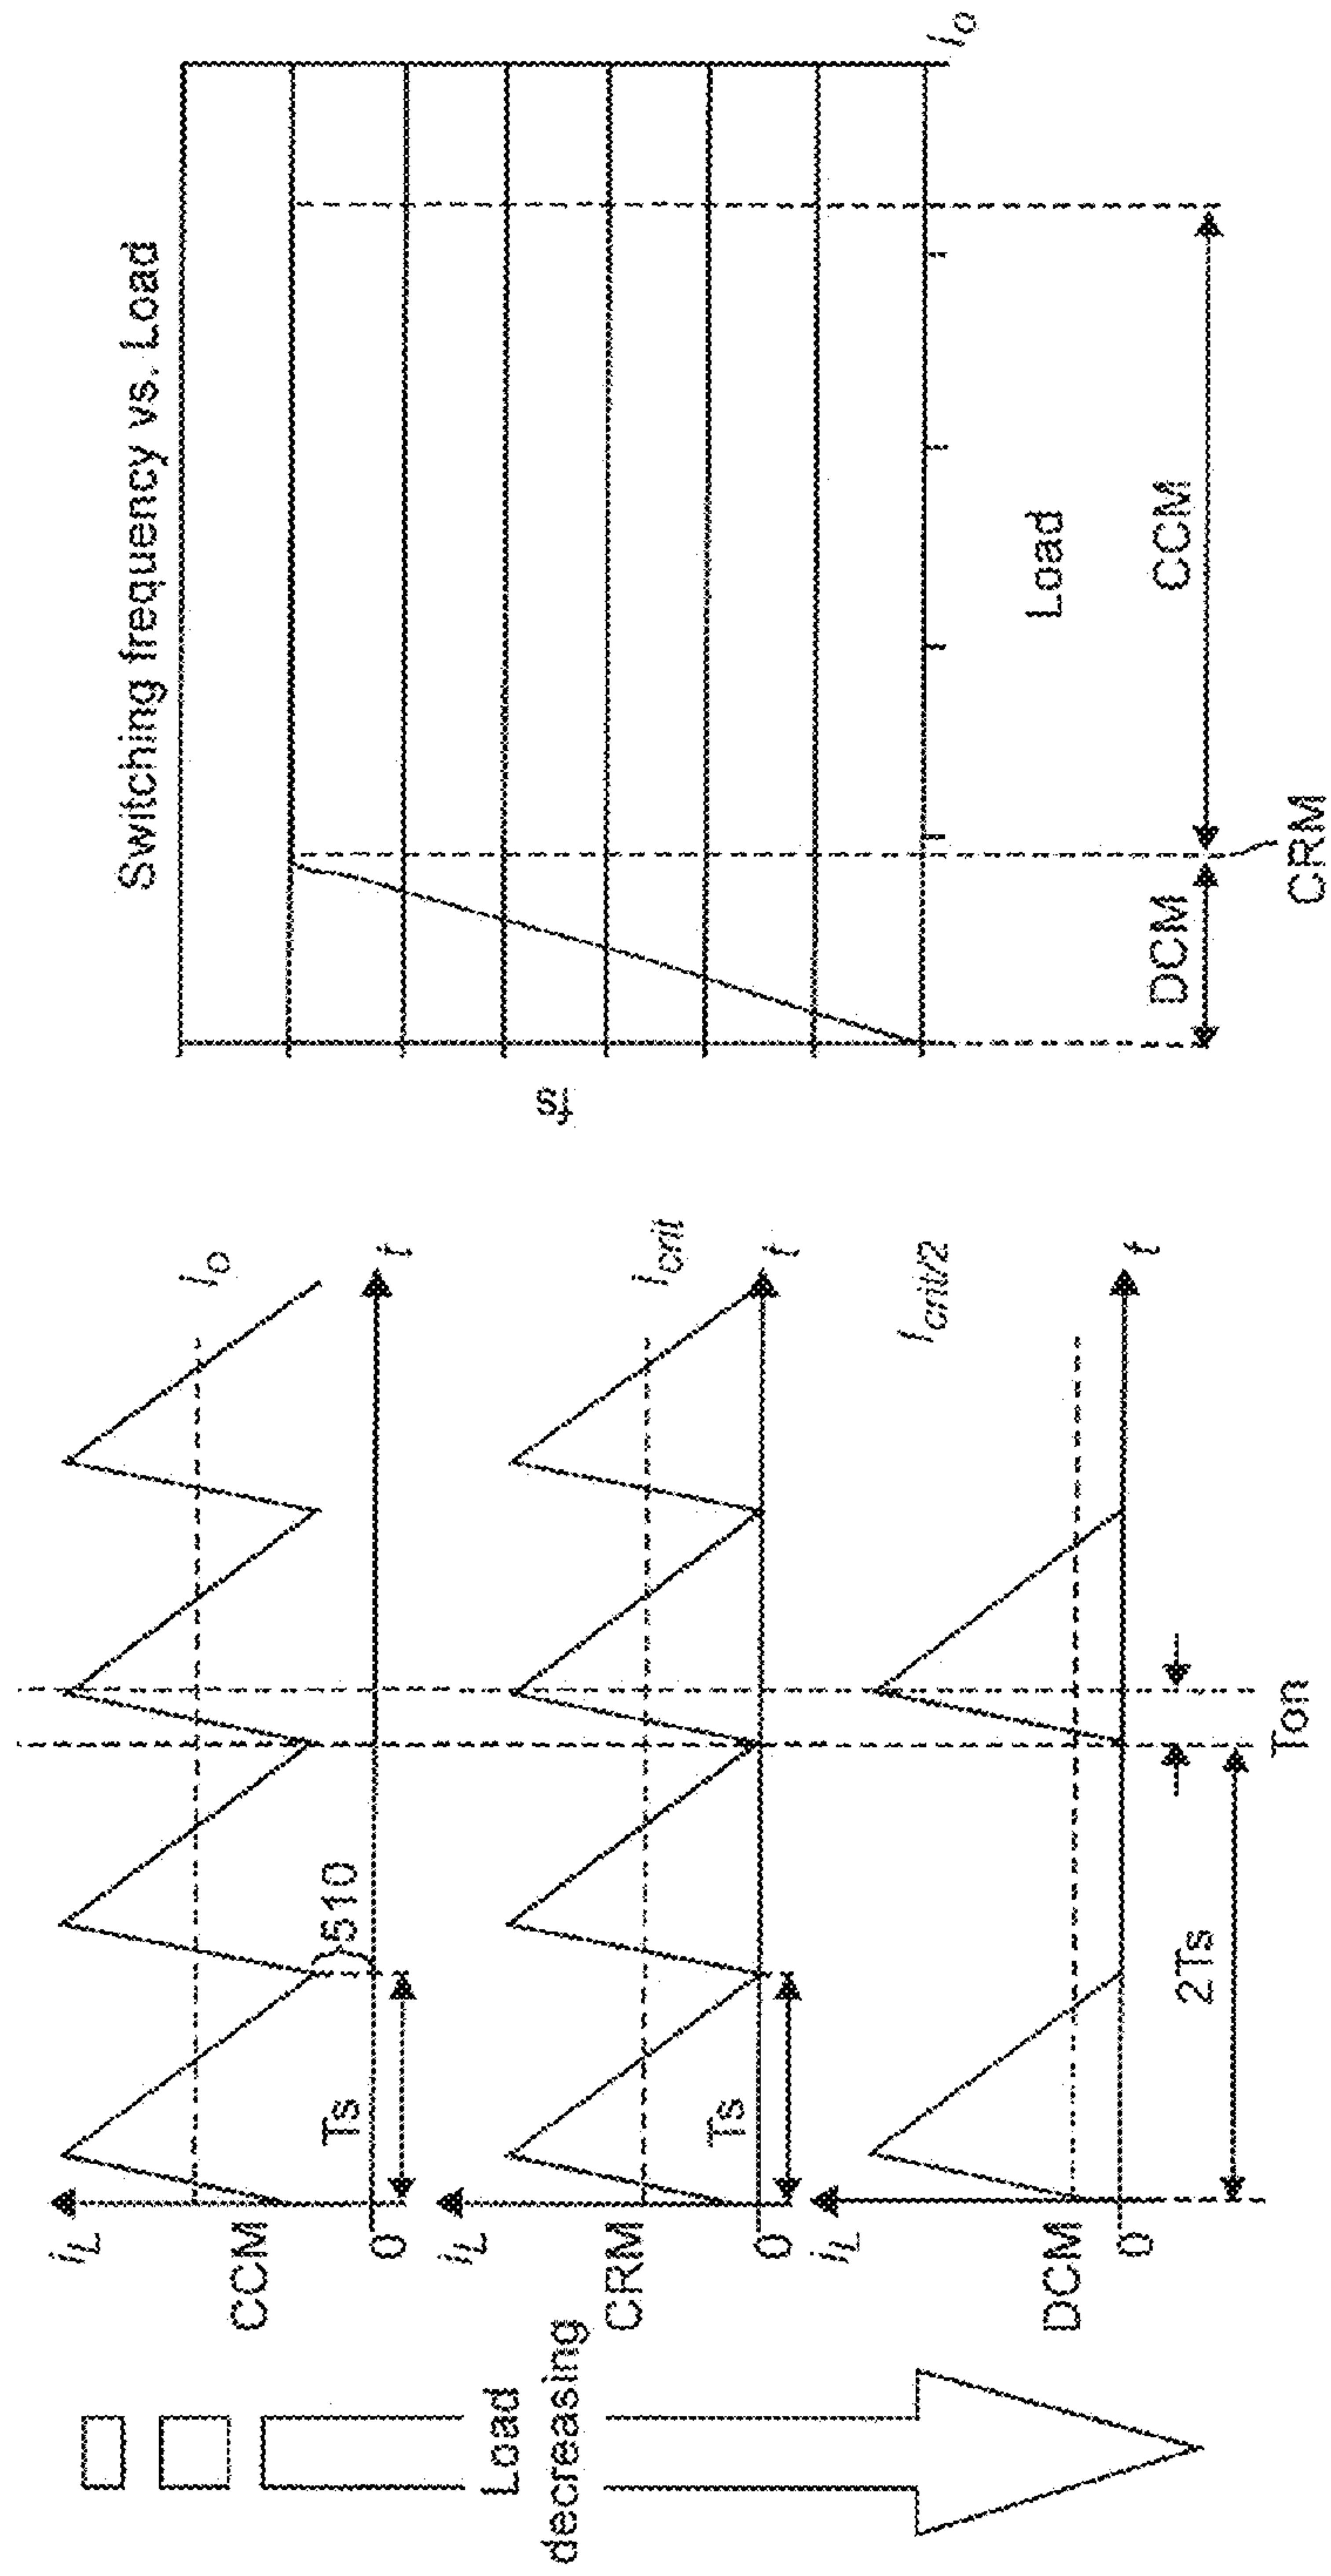 Load
decreasing
iL
CCM
0
Io
t
Ts
510
iL
CRM
0
Icrit
t
Ts
iL
DCM
0
Icrit/2
t
2Ts
Ton
Switching frequency vs. Load
fs
Io
Load
DCM
CCM
CRM